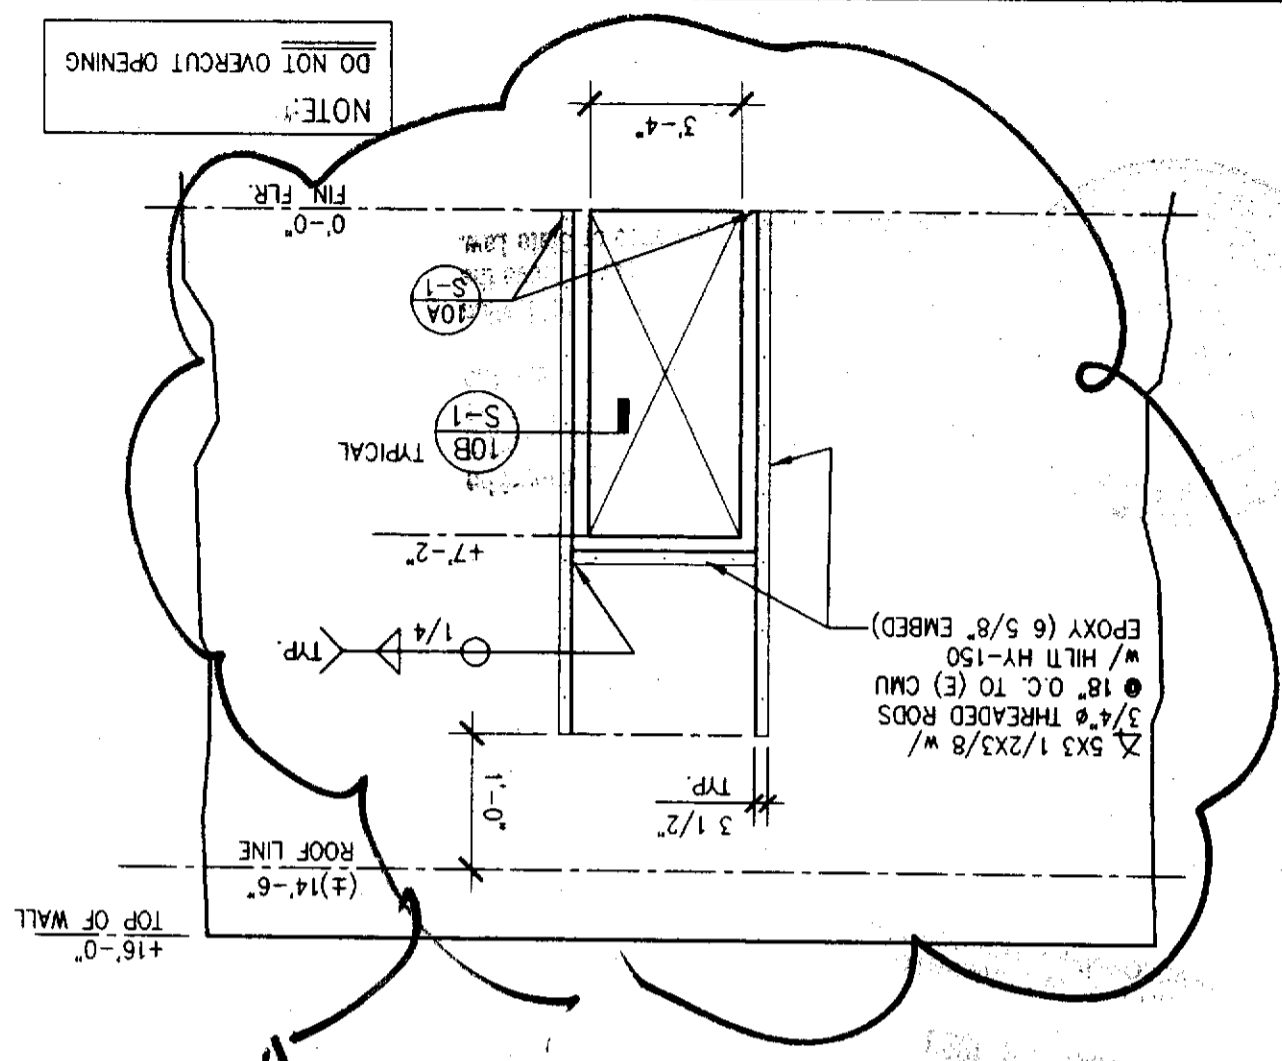 +16'-0"
TOP OF WALL
(±)14'-6"
ROOF LINE
1'-0"
3 1/2"
TYP.
∠ 5X3 1/2X3/8 w/
3/4"ø THREADED RODS
@ 18" O.C. TO (E) CMU
w/ HILTI HY-150
EPOXY (6 5/8" EMBED)
1/4
TYP.
+7'-2"
10B
S-1
TYPICAL
10A
S-1
0'-0"
FIN FLR.
3'-4"
NOTE:
DO NOT OVERCUT OPENING